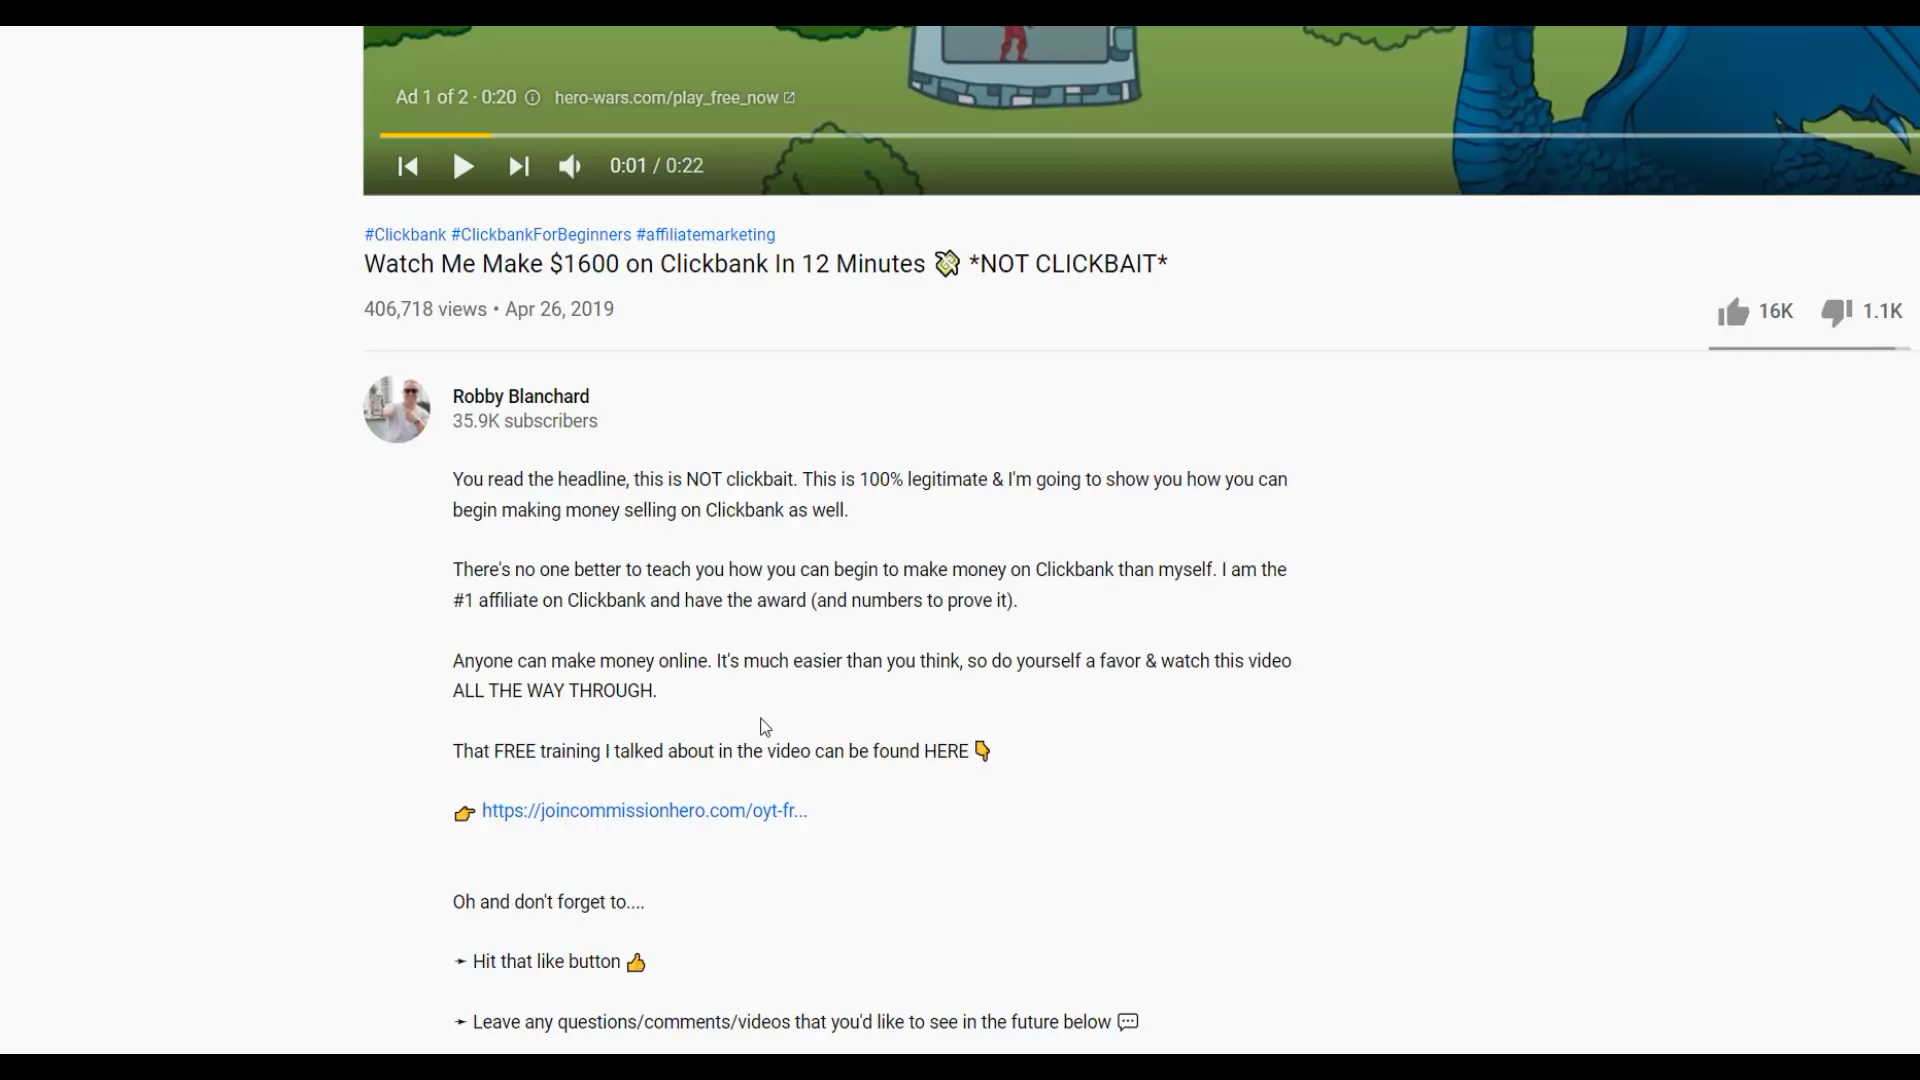 Ad 1 of 2 · 0:20 hero-wars.com/play_free_now
0:01 / 0:22
#Clickbank #ClickbankForBeginners #affiliatemarketing
Watch Me Make $1600 on Clickbank In 12 Minutes 💸 *NOT CLICKBAIT*
406,718 views • Apr 26, 2019
16K 1.1K
Robby Blanchard
35.9K subscribers
You read the headline, this is NOT clickbait. This is 100% legitimate & I'm going to show you how you can
begin making money selling on Clickbank as well.
There's no one better to teach you how you can begin to make money on Clickbank than myself. I am the
#1 affiliate on Clickbank and have the award (and numbers to prove it).
Anyone can make money online. It's much easier than you think, so do yourself a favor & watch this video
ALL THE WAY THROUGH.
That FREE training I talked about in the video can be found HERE 👇
👉 https://joincommissionhero.com/oyt-fr...
Oh and don't forget to....
➛ Hit that like button 👍
➛ Leave any questions/comments/videos that you'd like to see in the future below 💬